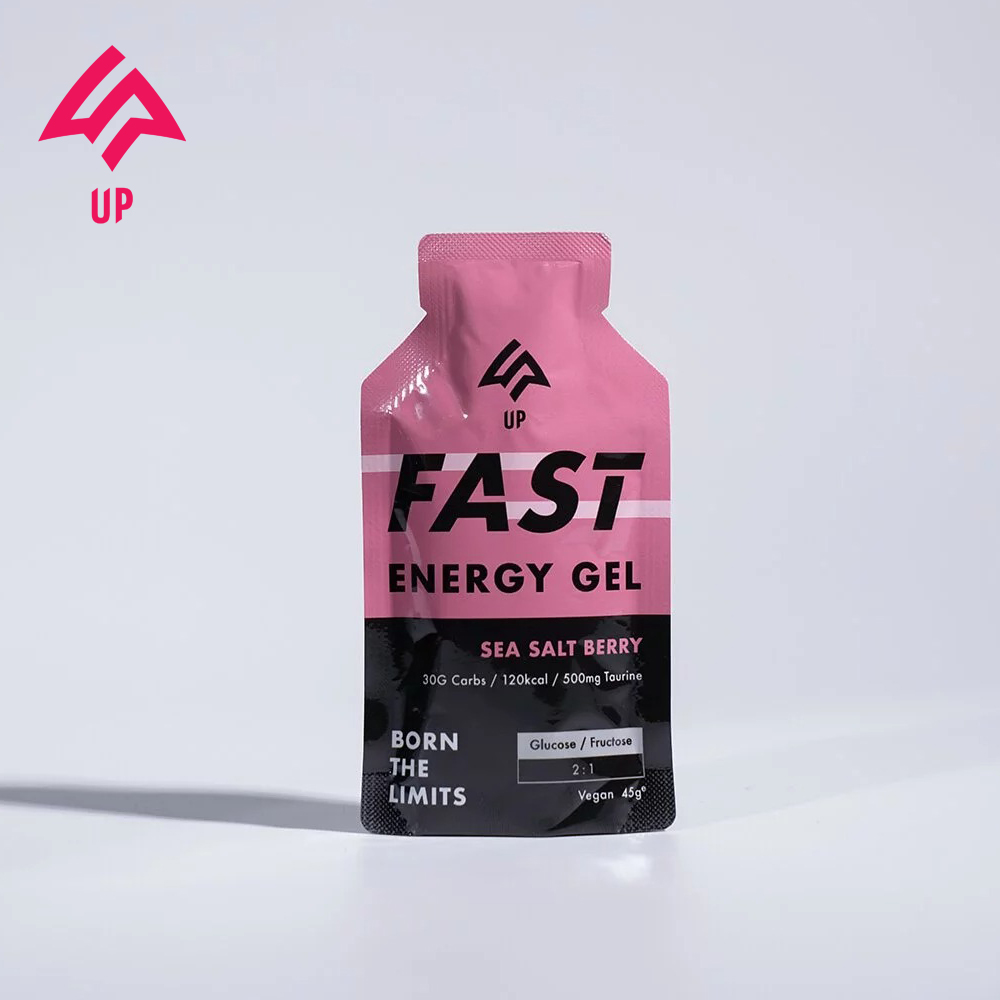 UP
UP
FAST
ENERGY GEL
SEA SALT BERRY
30G Carbs / 120kcal / 500mg Taurine
BORN
THE
LIMITS
Glucose / Fructose
2:1
Vegan 45g℮